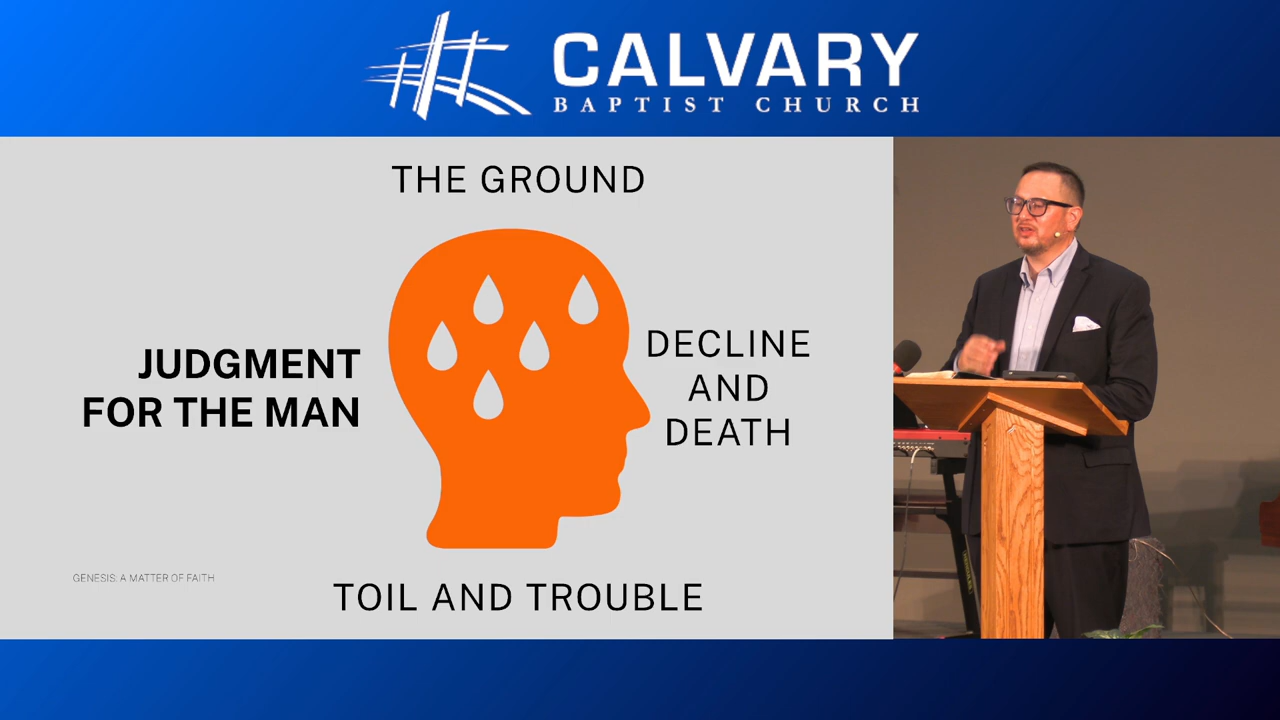 CALVARY
BAPTIST CHURCH
THE GROUND
JUDGMENT
FOR THE MAN
DECLINE
AND
DEATH
GENESIS: A MATTER OF FAITH
TOIL AND TROUBLE